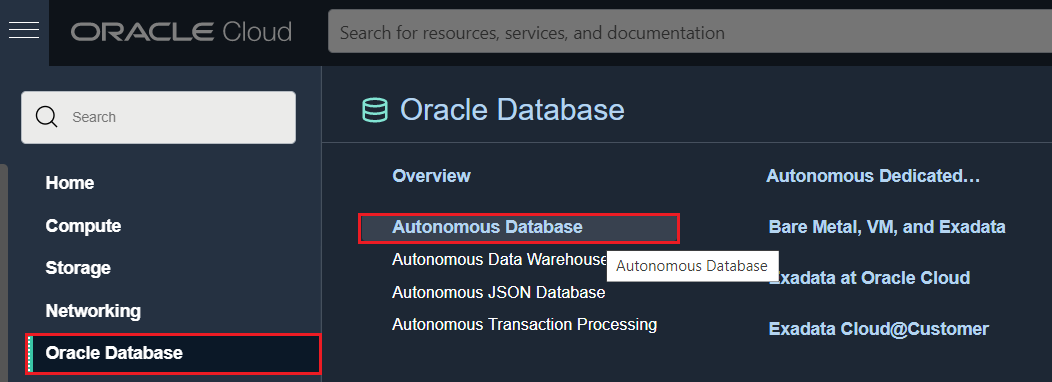 ORACLE Cloud
Search for resources, services, and documentation
Search
Home
Compute
Storage
Networking
Oracle Database
Oracle Database
Overview
Autonomous Database
Autonomous Data Warehouse
Autonomous JSON Database
Autonomous Transaction Processing
Autonomous Database
Autonomous Dedicated…
Bare Metal, VM, and Exadata
Exadata at Oracle Cloud
Exadata Cloud@Customer